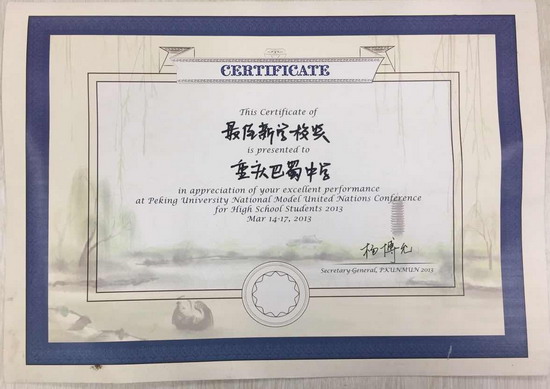 CERTIFICATE
This Certificate of
最佳新学校奖
is presented to
重庆巴蜀中学
in appreciation of your excellent performance
at Peking University National Model United Nations Conference
for High School Students 2013
Mar 14-17, 2013
Secretary-General, PKUNMUN 2013